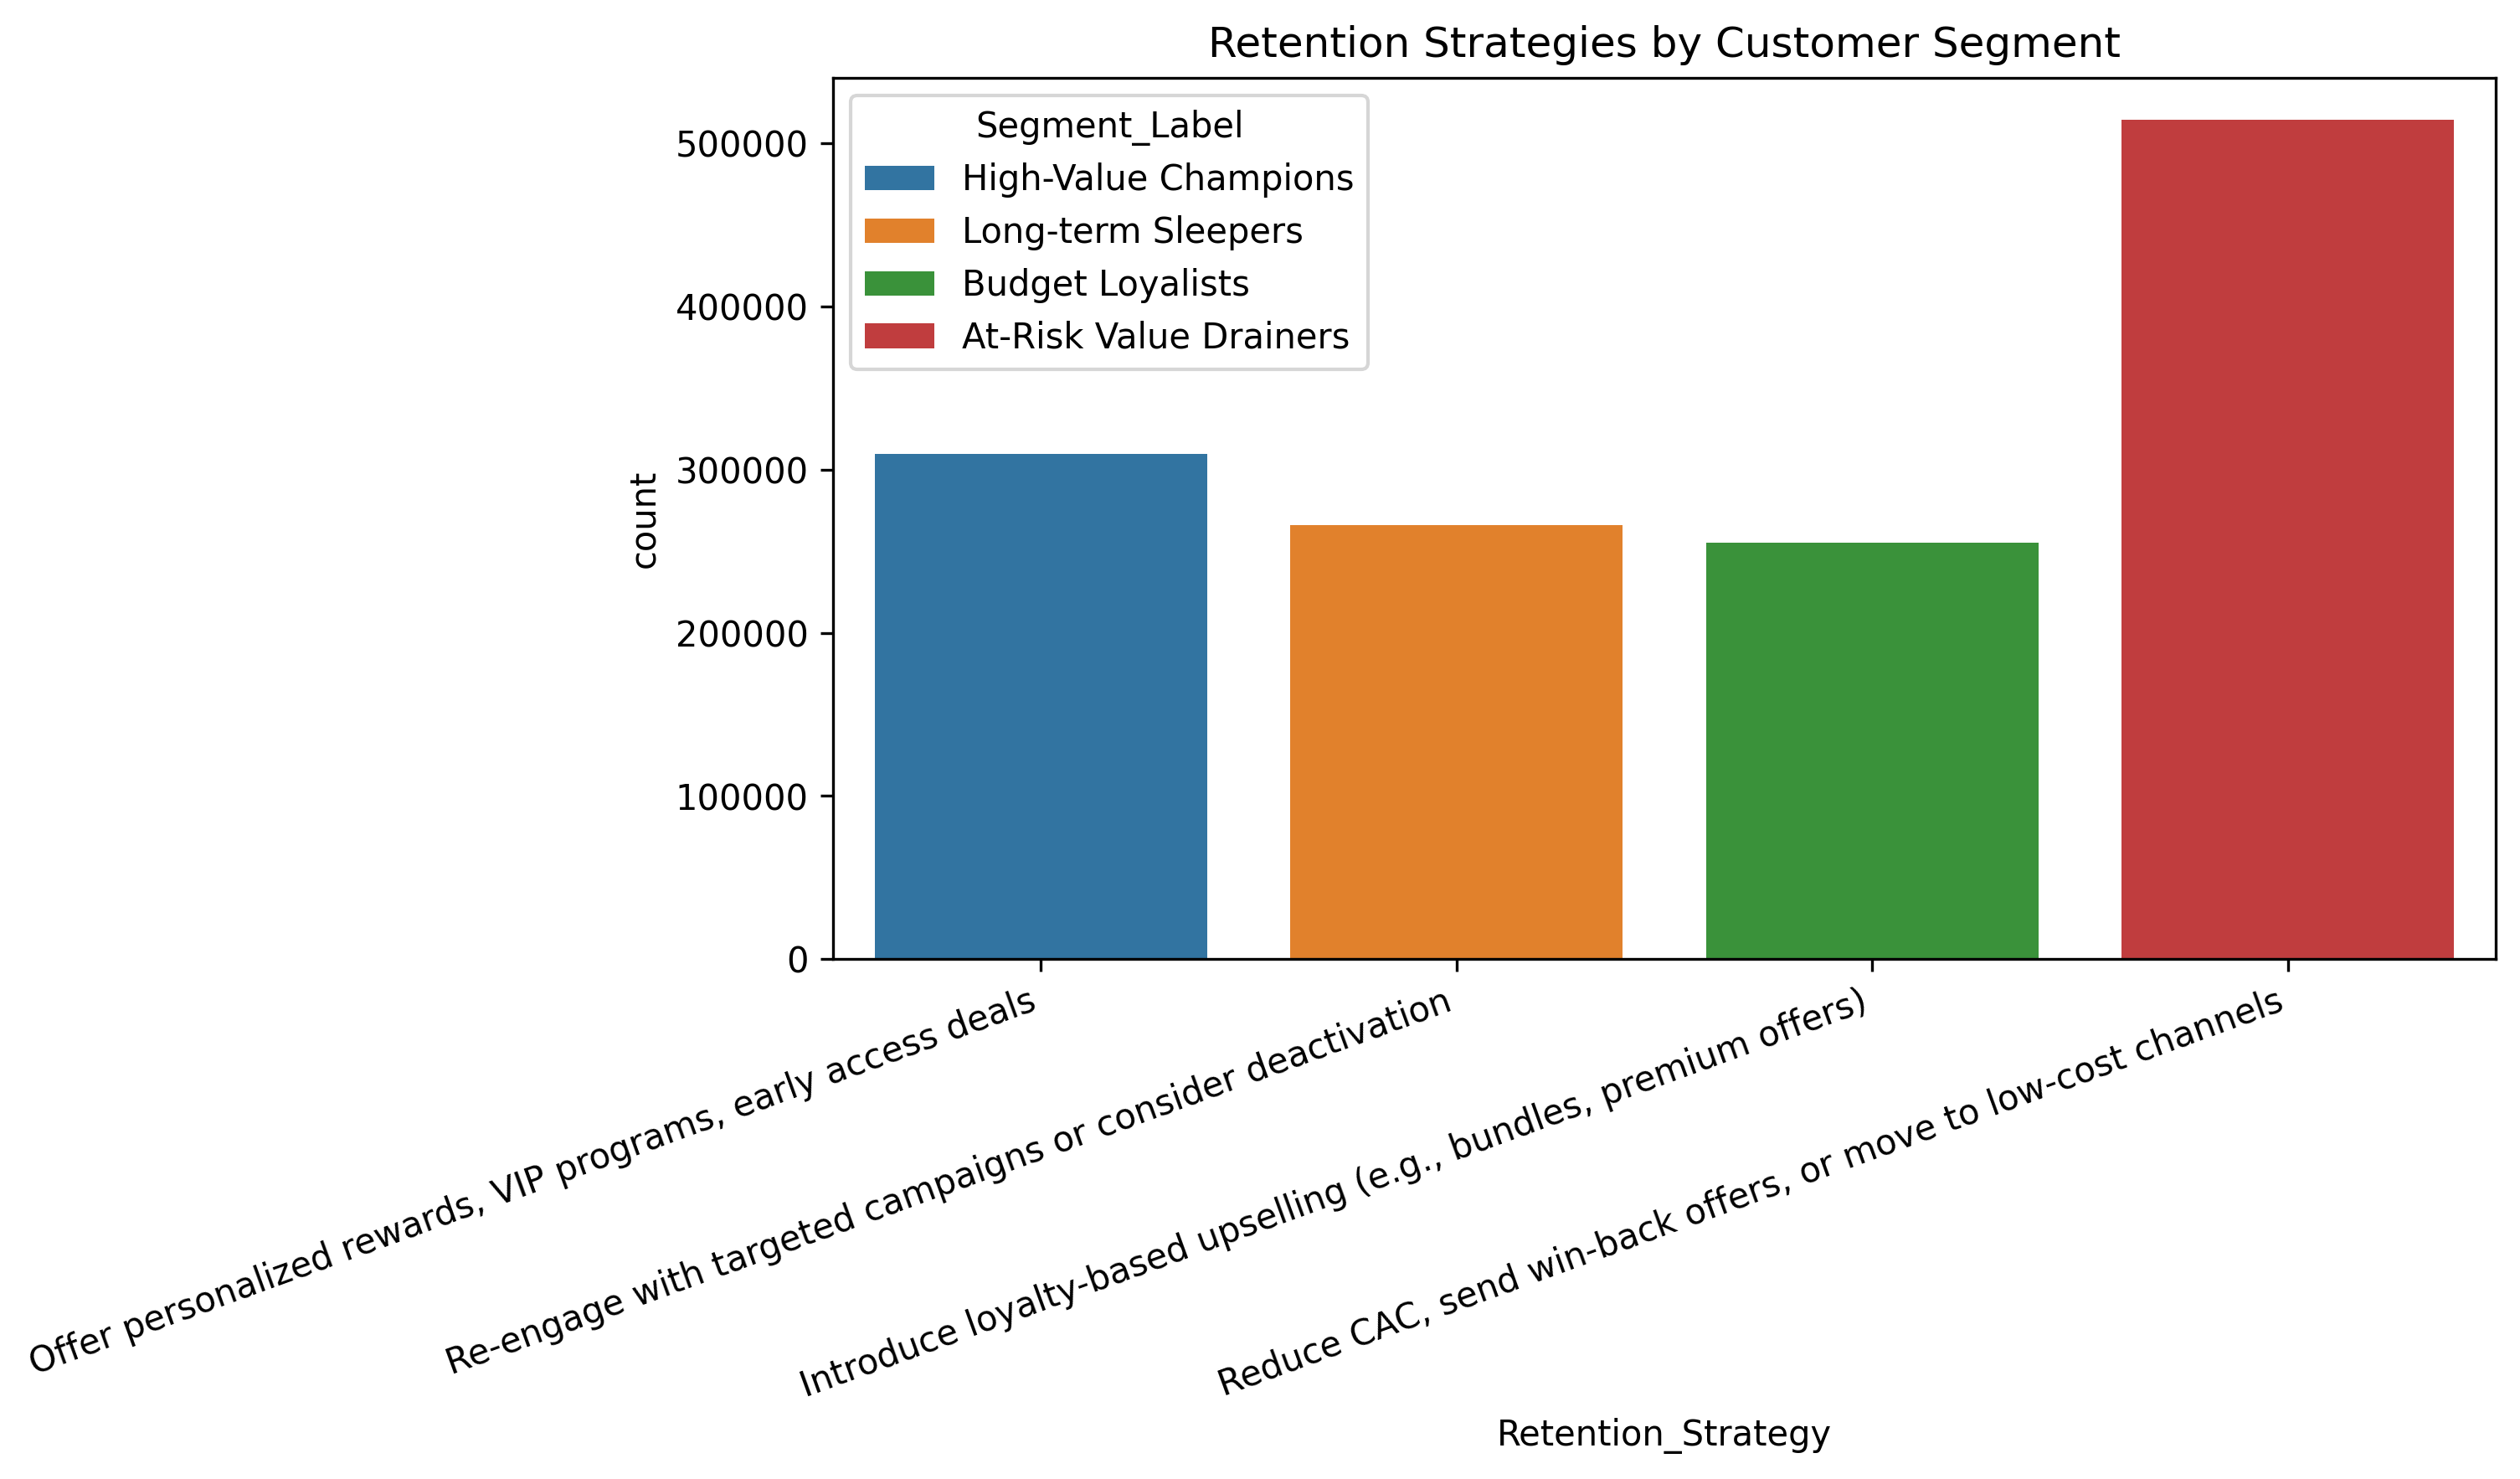 Retention Strategies by Customer Segment
Segment_Label
High-Value Champions
Long-term Sleepers
Budget Loyalists
At-Risk Value Drainers
count
500000
400000
300000
200000
100000
0
Offer personalized rewards, VIP programs, early access deals
Re-engage with targeted campaigns or consider deactivation
Introduce loyalty-based upselling (e.g., bundles, premium offers)
Reduce CAC, send win-back offers, or move to low-cost channels
Retention_Strategy